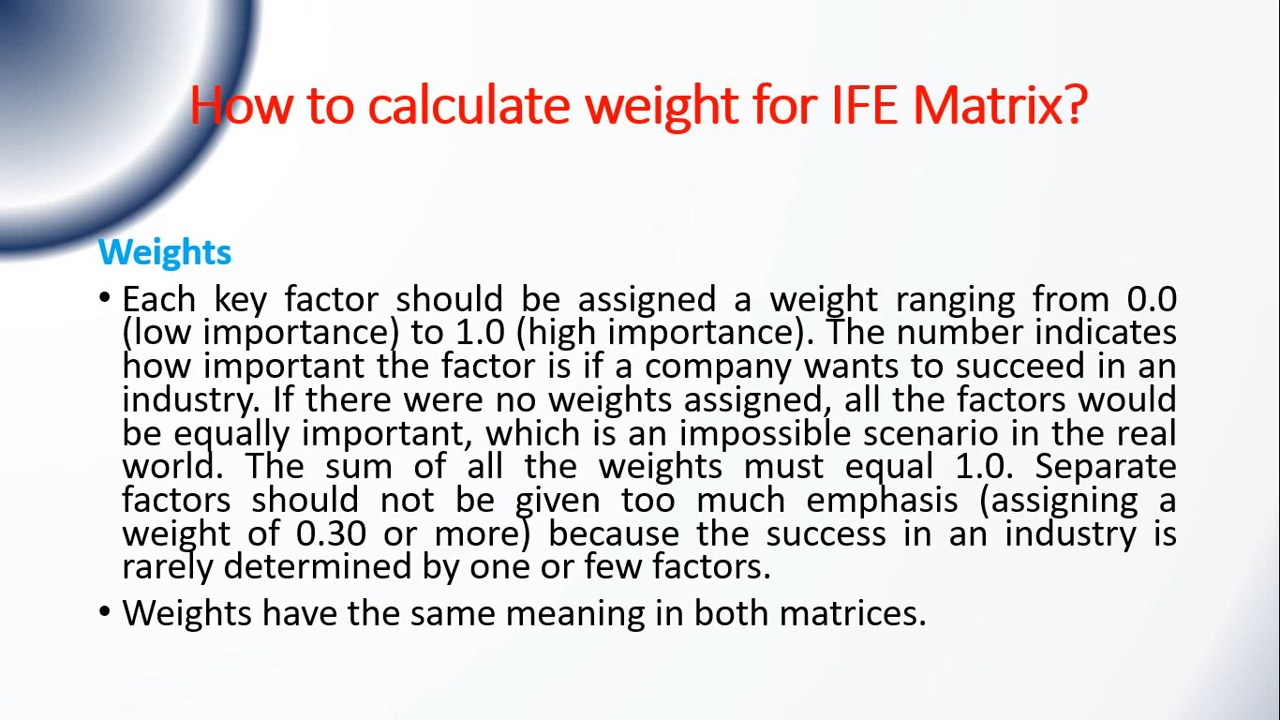 How to calculate weight for IFE Matrix?
Weights
• Each key factor should be assigned a weight ranging from 0.0
(low importance) to 1.0 (high importance). The number indicates
how important the factor is if a company wants to succeed in an
industry. If there were no weights assigned, all the factors would
be equally important, which is an impossible scenario in the real
world. The sum of all the weights must equal 1.0. Separate
factors should not be given too much emphasis (assigning a
weight of 0.30 or more) because the success in an industry is
rarely determined by one or few factors.
• Weights have the same meaning in both matrices.